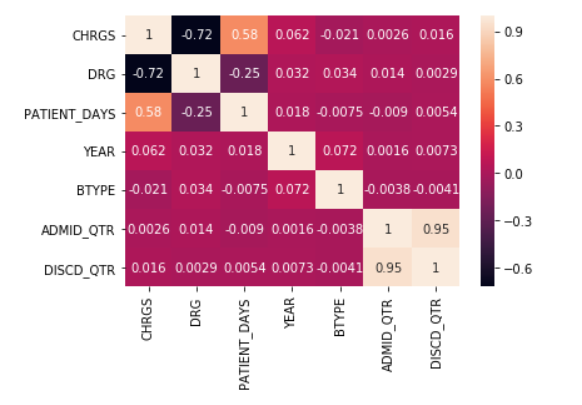 CHRGS 1 -0.72 0.58 0.062 -0.021 0.0026 0.016
DRG -0.72 1 -0.25 0.032 0.034 0.014 0.0029
PATIENT_DAYS 0.58 -0.25 1 0.018 -0.0075 -0.009 0.0054
YEAR 0.062 0.032 0.018 1 0.072 0.0016 0.0073
BTYPE -0.021 0.034 -0.0075 0.072 1 -0.0038 -0.0041
ADMID_QTR 0.0026 0.014 -0.009 0.0016 -0.0038 1 0.95
DISCD_QTR 0.016 0.0029 0.0054 0.0073 -0.0041 0.95 1
CHRGS
DRG
PATIENT_DAYS
YEAR
BTYPE
ADMID_QTR
DISCD_QTR
0.9
0.6
0.3
0.0
−0.3
−0.6